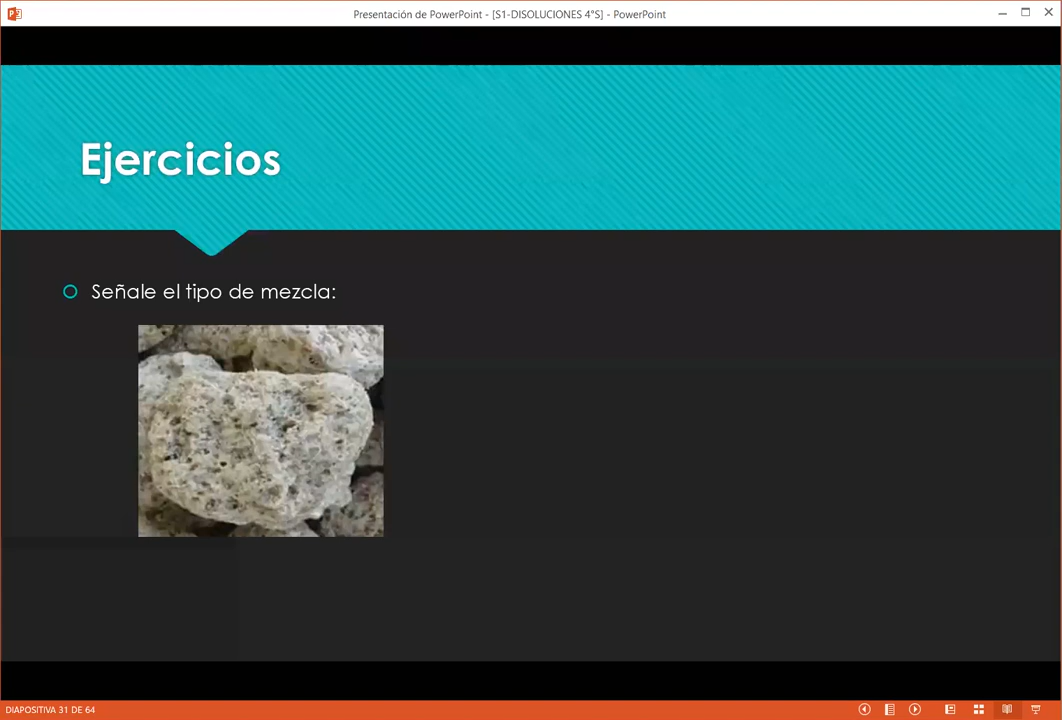 Presentación de PowerPoint - [S1-DISOLUCIONES 4°S] - PowerPoint
Ejercicios
Señale el tipo de mezcla:
DIAPOSITIVA 31 DE 64